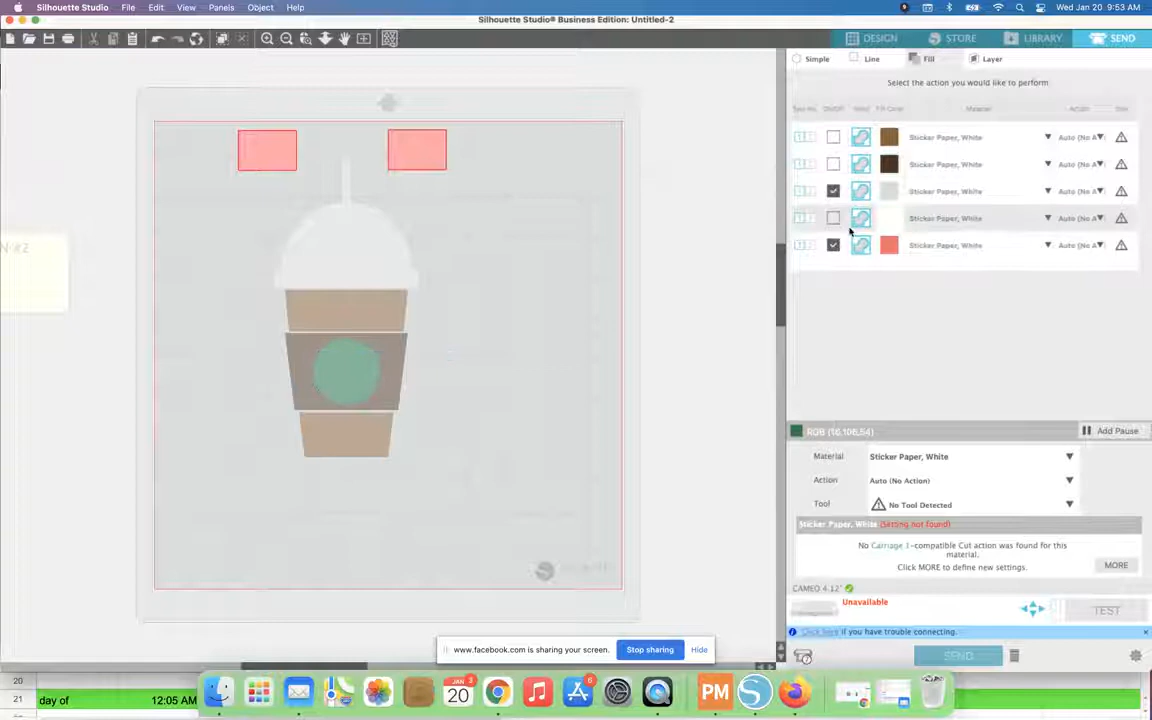 Silhouette Studio File Edit View Panels Object Help Wed Jan 20 9:53 AM
Silhouette Studio® Business Edition: Untitled-2
DESIGN STORE LIBRARY SEND
Simple Line Fill Layer
Select the action you would like to perform
Fill Color Material Action
Sticker Paper, White Auto (No A
Sticker Paper, White Auto (No A
Sticker Paper, White Auto (No A
Sticker Paper, White Auto (No A
Sticker Paper, White Auto (No A
N #2
RGB (16,106,54) Add Pause
Material Sticker Paper, White
Action Auto (No Action)
Tool No Tool Detected
Sticker Paper, White (Setting not found)
No Carriage 1-compatible Cut action was found for this
material.
Click MORE to define new settings.
MORE
CAMEO 4.12"
Unavailable
TEST
Click here if you have trouble connecting.
www.facebook.com is sharing your screen. Stop sharing Hide
SEND
20
day of 12:05 AM
JAN
20
3
6
PM